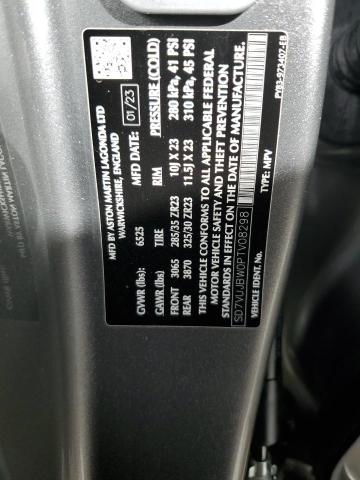 MFD BY ASTON MARTIN LAGONDA LTD
WARWICKSHIRE, ENGLAND
01/23
GVWR (lbs): 6525
GAWR (lbs): TIRE RIM PRESSURE (COLD)
FRONT 3065 285/35 ZR23 10J X 23 280 kPa, 41 PSI
REAR 3870 325/30 ZR23 11.5J X 23 310 kPa, 45 PSI
THIS VEHICLE CONFORMS TO ALL APPLICABLE FEDERAL
MOTOR VEHICLE SAFETY AND THEFT PREVENTION
STANDARDS IN EFFECT ON THE DATE OF
MANUFACTURE SHOWN ABOVE.
SD7VUJBW0PTV08298
VEHICLE IDENT. No. TYPE: MPV